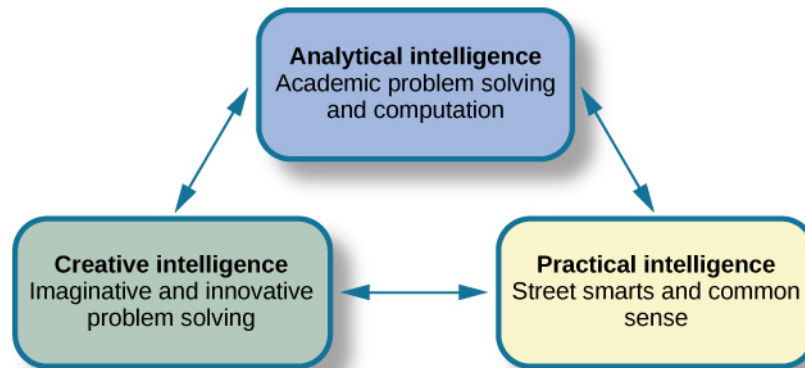 Analytical intelligence
Academic problem solving
and computation
Creative intelligence
Imaginative and innovative
problem solving
Practical intelligence
Street smarts and common
sense